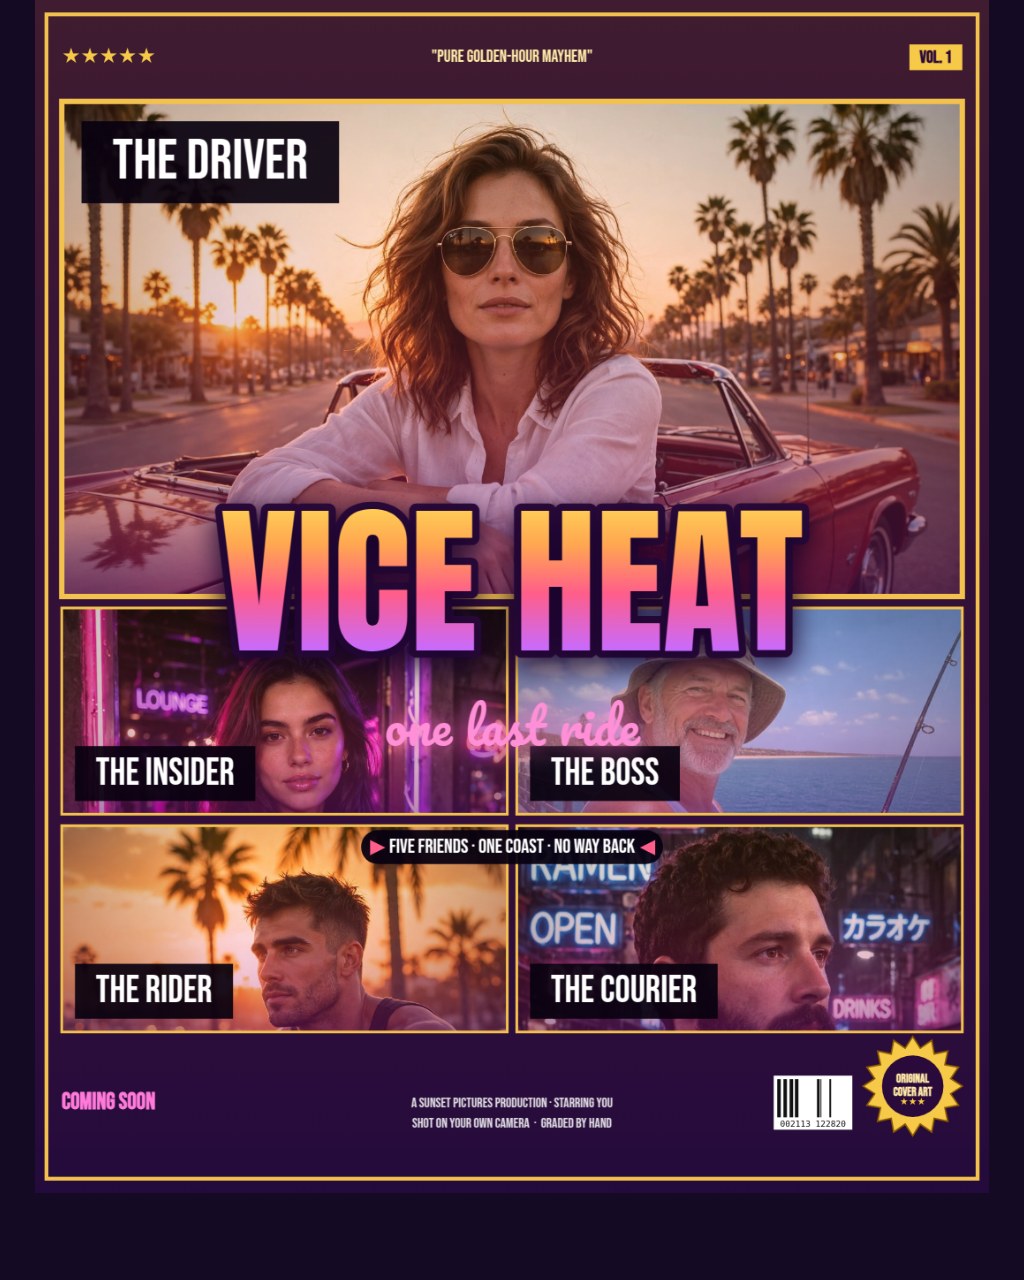 ★★★★★
"PURE GOLDEN-HOUR MAYHEM"
VOL. 1
THE DRIVER
VICE HEAT
LOUNGE
one last ride
THE INSIDER
THE BOSS
▶ FIVE FRIENDS · ONE COAST · NO WAY BACK ◀
RAMEN
OPEN
カラオケ
THE RIDER
THE COURIER
DRINKS
COMING SOON
A SUNSET PICTURES PRODUCTION · STARRING YOU
SHOT ON YOUR OWN CAMERA · GRADED BY HAND
002113 122820
ORIGINAL
COVER ART
★★★